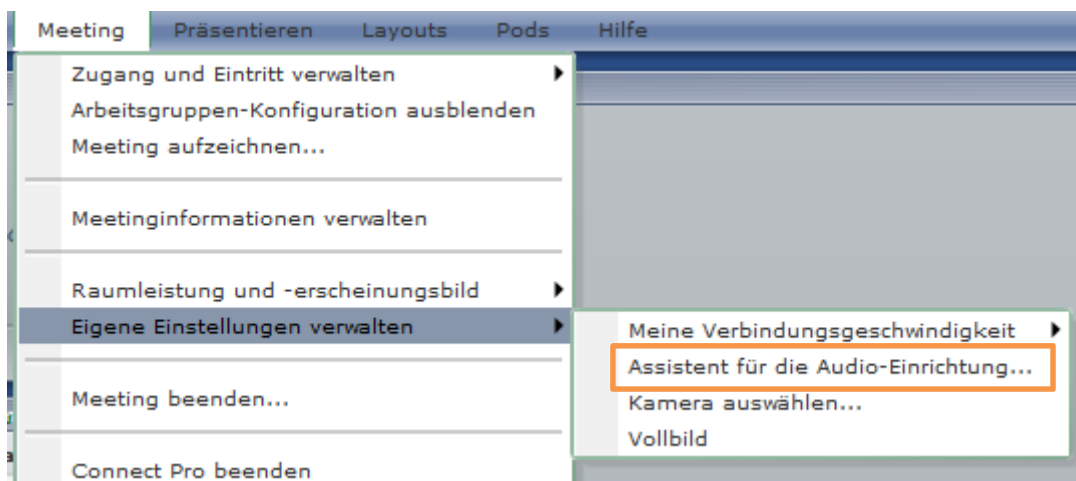 Meeting Präsentieren Layouts Pods Hilfe
Zugang und Eintritt verwalten
Arbeitsgruppen-Konfiguration ausblenden
Meeting aufzeichnen...
Meetinginformationen verwalten
Raumleistung und -erscheinungsbild
Eigene Einstellungen verwalten
Meine Verbindungsgeschwindigkeit
Assistent für die Audio-Einrichtung...
Kamera auswählen...
Vollbild
Meeting beenden...
Connect Pro beenden